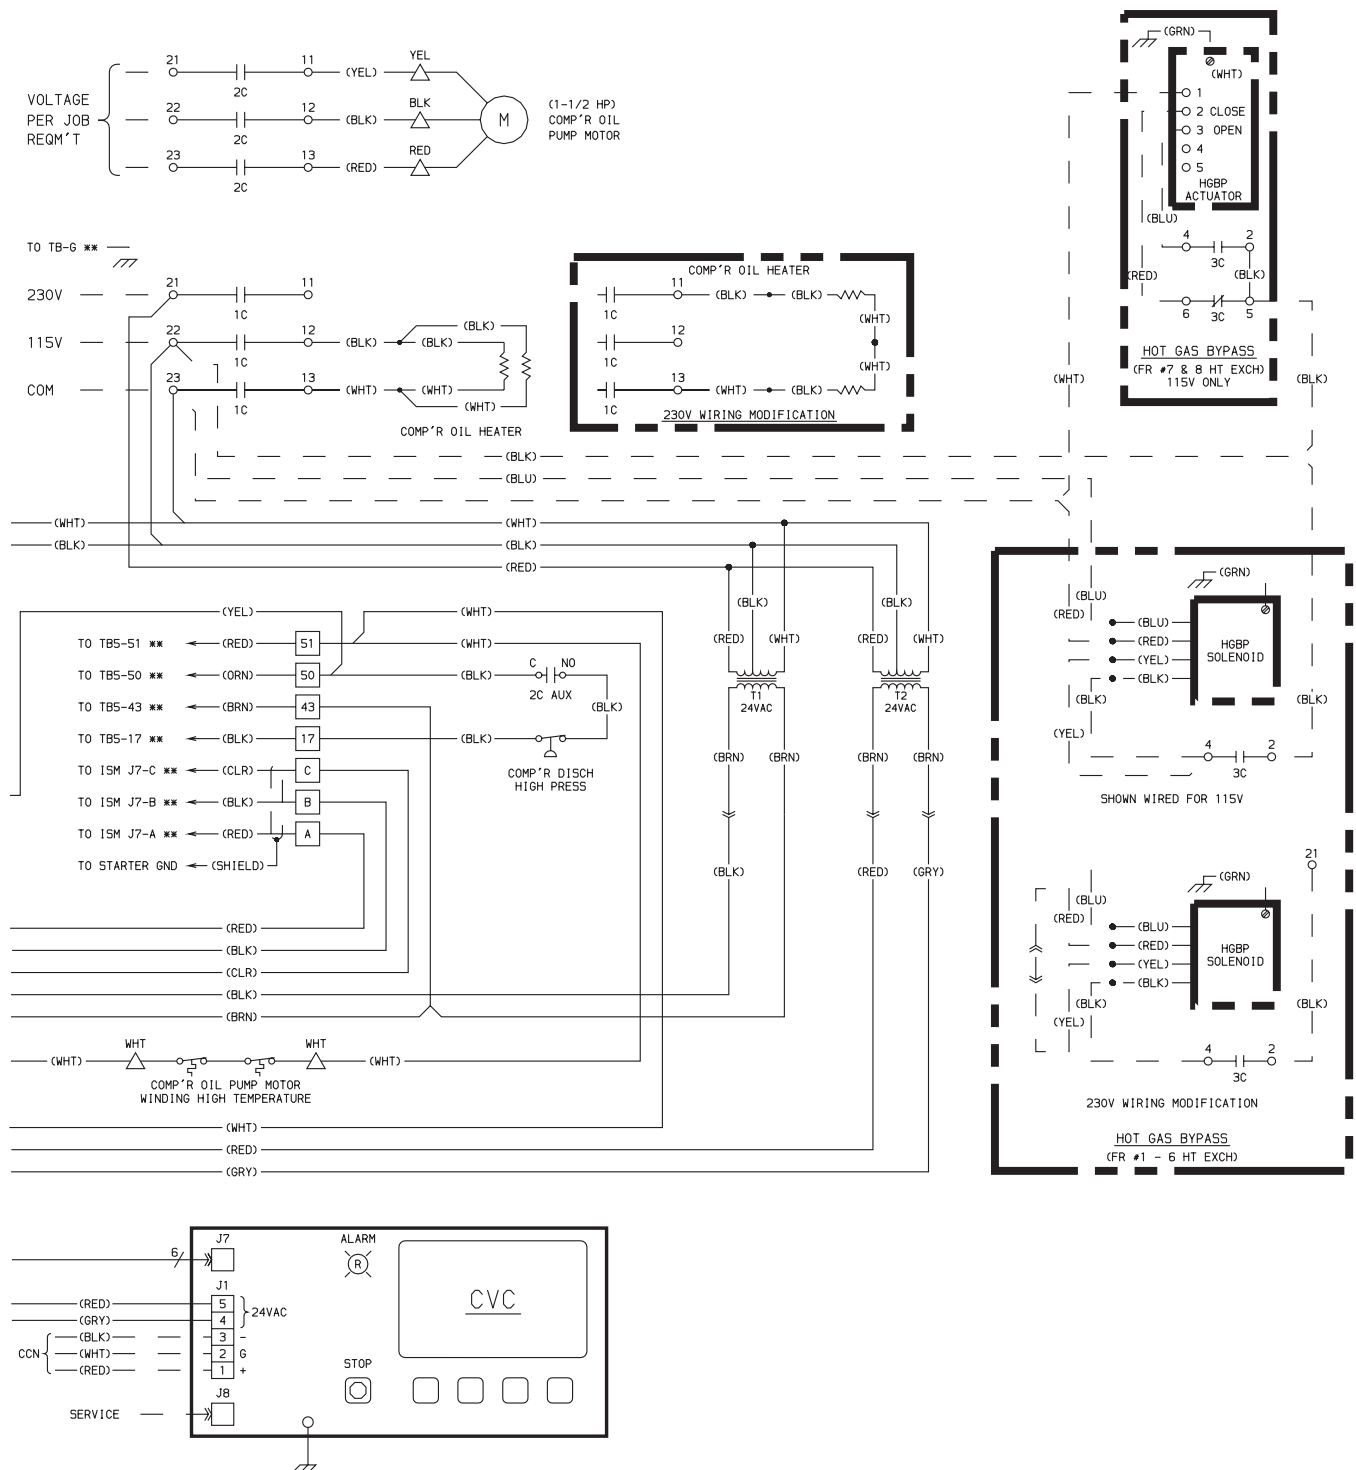 21 11 (YEL) YEL
2C
VOLTAGE
PER JOB
REQM'T
22 12 (BLK) BLK
2C
23 13 (RED) RED
2C
M
(1-1/2 HP)
COMP'R OIL
PUMP MOTOR
(GRN)
(WHT)
1
2 CLOSE
3 OPEN
4
5
HGBP
ACTUATOR
(BLU)
4 2
3C
(RED) (BLK)
6 5
3C
HOT GAS BYPASS
(FR #7 & 8 HT EXCH)
115V ONLY
(WHT) (BLK)
TO TB-G **
230V 21 11
1C
115V 22 12 (BLK) (BLK)
(BLK)
1C
COM 23 13 (WHT) (WHT)
(WHT)
1C
COMP'R OIL HEATER
COMP'R OIL HEATER
11 (BLK) (BLK)
1C
(WHT)
12
1C
(WHT)
13 (WHT) (BLK)
1C
230V WIRING MODIFICATION
(BLK)
(BLU)
(WHT) (WHT)
(BLK) (BLK)
(RED)
(BLK) (BLK)
(RED) (WHT) (RED) (WHT)
T1
24VAC
T2
24VAC
(BRN) (BRN) (BRN) (BRN)
(BLK) (RED) (GRY)
(YEL) (WHT)
TO TB5-51 ** (RED) 51 (WHT)
TO TB5-50 ** (ORN) 50 (BLK) C NO
2C AUX
TO TB5-43 ** (BRN) 43 (BLK)
TO TB5-17 ** (BLK) 17 (BLK)
COMP'R DISCH
HIGH PRESS
TO ISM J7-C ** (CLR) C
TO ISM J7-B ** (BLK) B
TO ISM J7-A ** (RED) A
TO STARTER GND (SHIELD)
(RED)
(BLK)
(CLR)
(BLK)
(BRN)
(WHT) WHT WHT (WHT)
COMP'R OIL PUMP MOTOR
WINDING HIGH TEMPERATURE
(WHT)
(RED)
(GRY)
(GRN)
(BLU)
(RED)
(BLU)
(RED)
(YEL)
(BLK)
HGBP
SOLENOID
(BLK) (BLK)
(YEL)
4 2
3C
SHOWN WIRED FOR 115V
21
(GRN)
(BLU)
(RED)
(BLU)
(RED)
(YEL)
(BLK)
HGBP
SOLENOID
(BLK) (BLK)
(YEL)
4 2
3C
230V WIRING MODIFICATION
HOT GAS BYPASS
(FR #1 - 6 HT EXCH)
6 J7
ALARM
R
CVC
J1
(RED) 5
(GRY) 4
24VAC
CCN
(BLK) 3 -
(WHT) 2 G
(RED) 1 +
STOP
J8
SERVICE